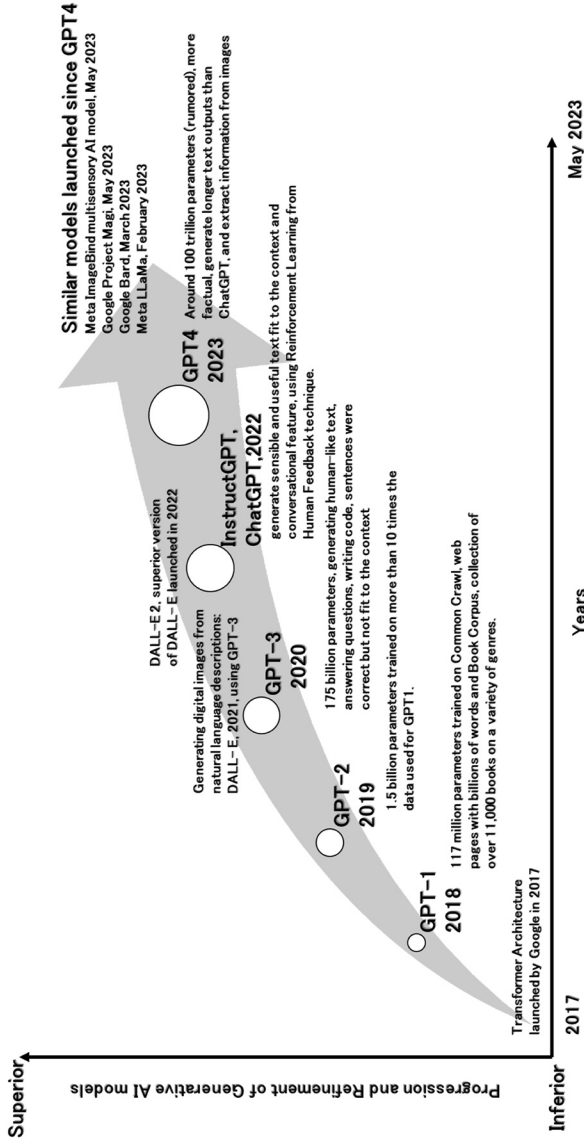 Superior
Progression and Refinement of Generative AI models
Inferior
2017
Years
May 2023
Transformer Architecture
launched by Google in 2017
GPT-1
2018
117 million parameters trained on Common Crawl, web
pages with billions of words and Book Corpus, collection of
over 11,000 books on a variety of genres.
GPT-2
2019
1.5 billion parameters trained on more than 10 times the
data used for GPT1.
GPT-3
2020
175 billion parameters, generating human-like text,
answering questions, writing code, sentences were
correct but not fit to the context
Generating digital images from
natural language descriptions:
DALL-E, 2021, using GPT-3
DALL-E 2, superior version
of DALL-E launched in 2022
InstructGPT,
ChatGPT,2022
generate sensible and useful text fit to the context and
conversational feature, using Reinforcement Learning from
Human Feedback technique.
GPT4
2023
Around 100 trillion parameters (rumored), more
factual, generate longer text outputs than
ChatGPT, and extract information from images
Similar models launched since GPT4
Meta ImageBind multisensory AI model, May 2023
Google Project Magi, May 2023
Google Bard, March 2023
Meta LLaMa, February 2023